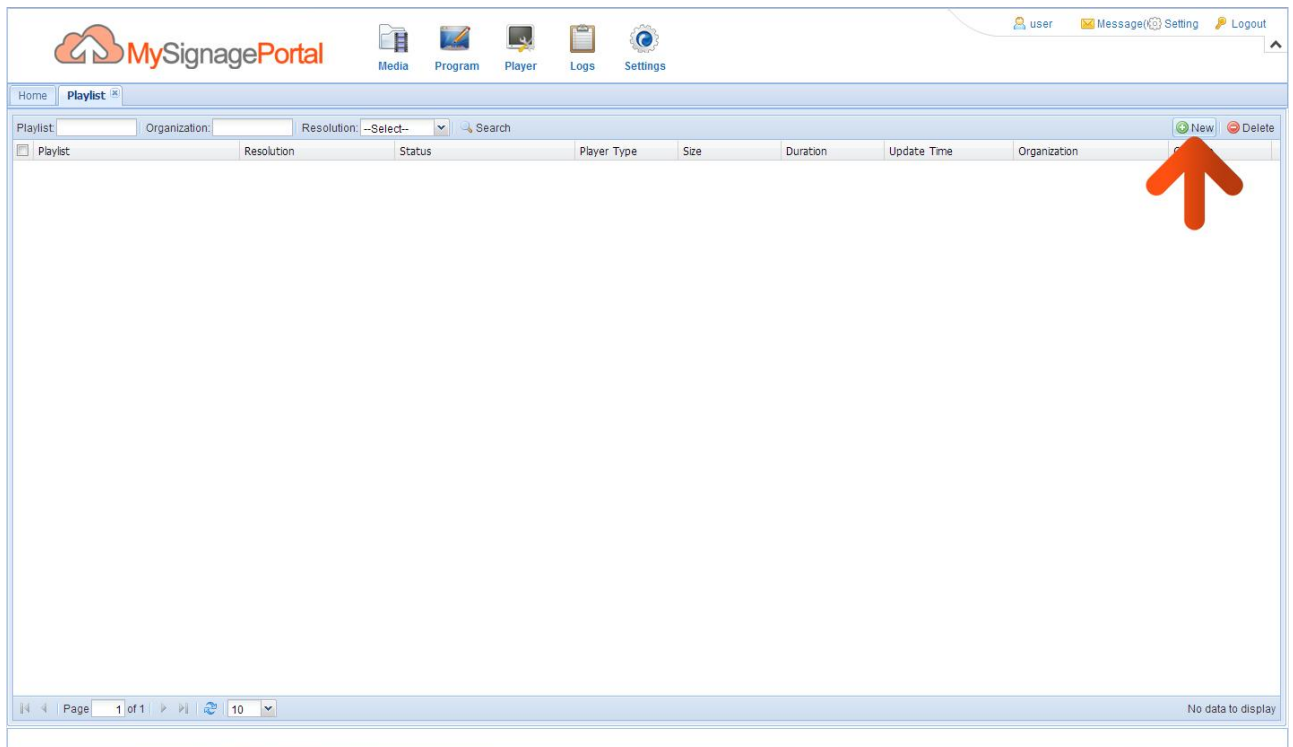 user Message( Setting Logout
MySignagePortal
Media Program Player Logs Settings
Home Playlist
Playlist: Organization: Resolution: --Select-- Search New Delete
Playlist Resolution Status Player Type Size Duration Update Time Organization
Page 1 of 1 10 No data to display